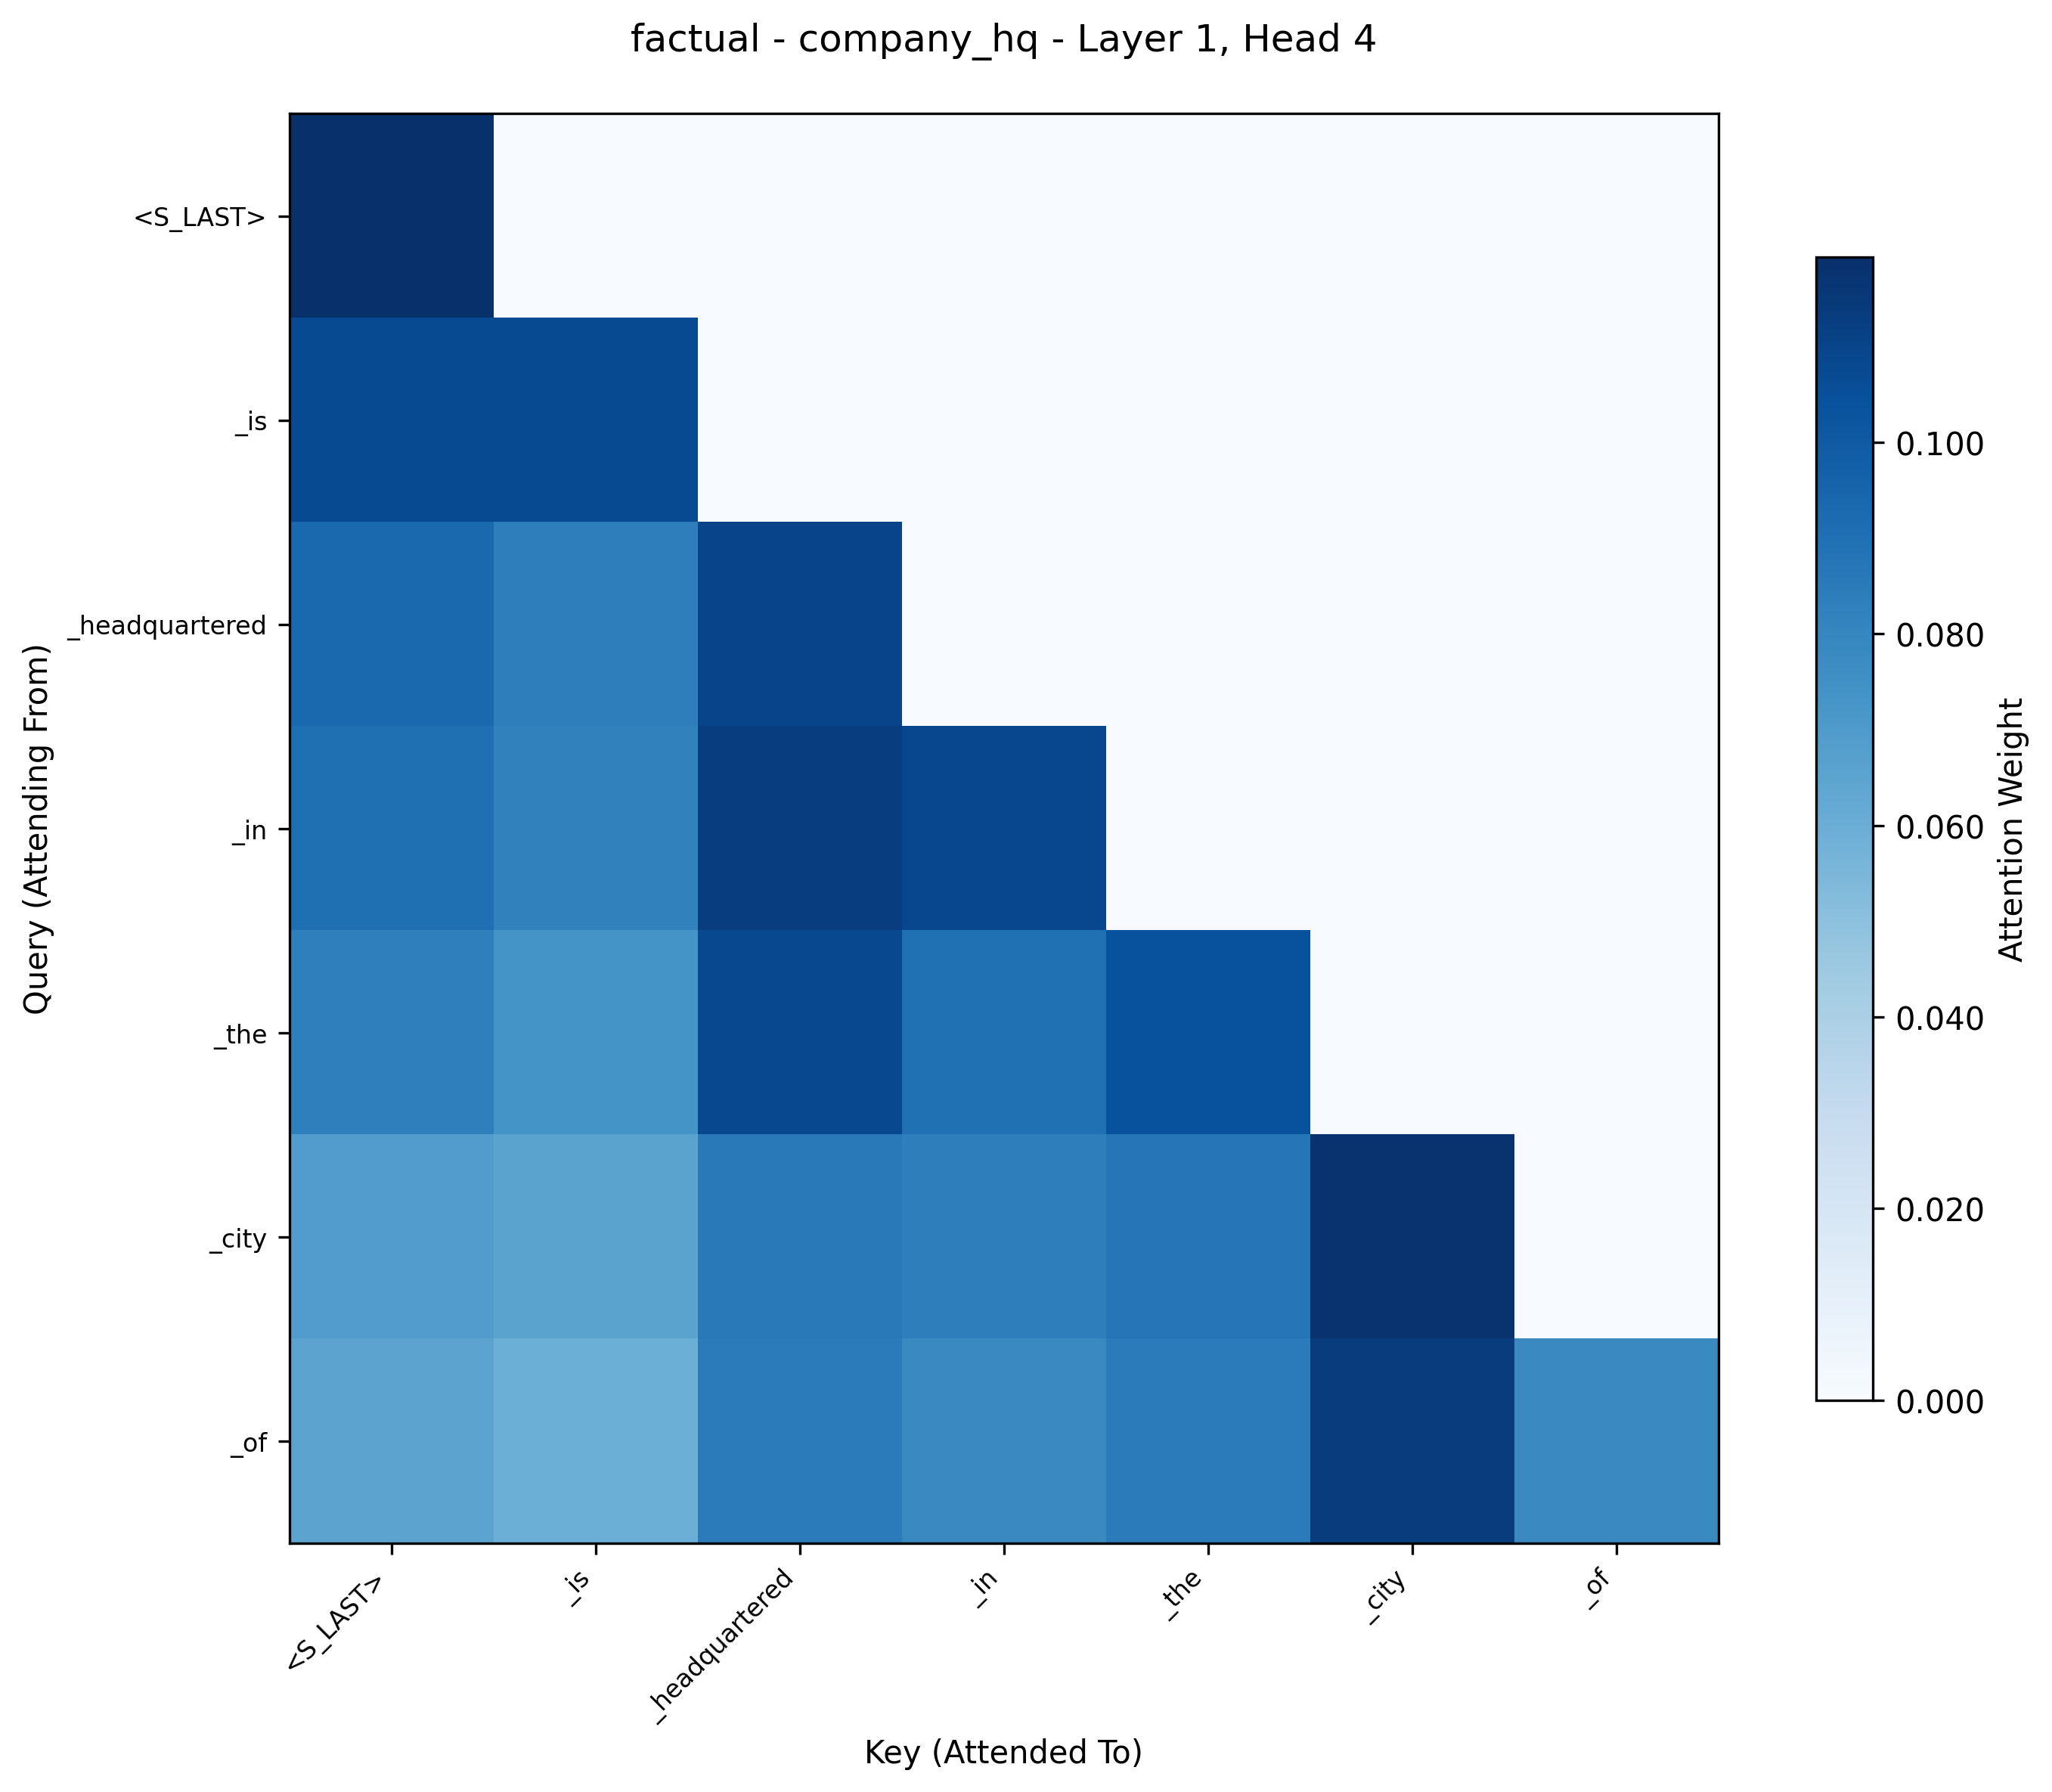 factual - company_hq - Layer 1, Head 4
Query (Attending From)
<S_LAST>
_is
_headquartered
_in
_the
_city
_of
<S_LAST>
_is
_headquartered
_in
_the
_city
_of
Key (Attended To)
0.100
0.080
0.060
0.040
0.020
0.000
Attention Weight